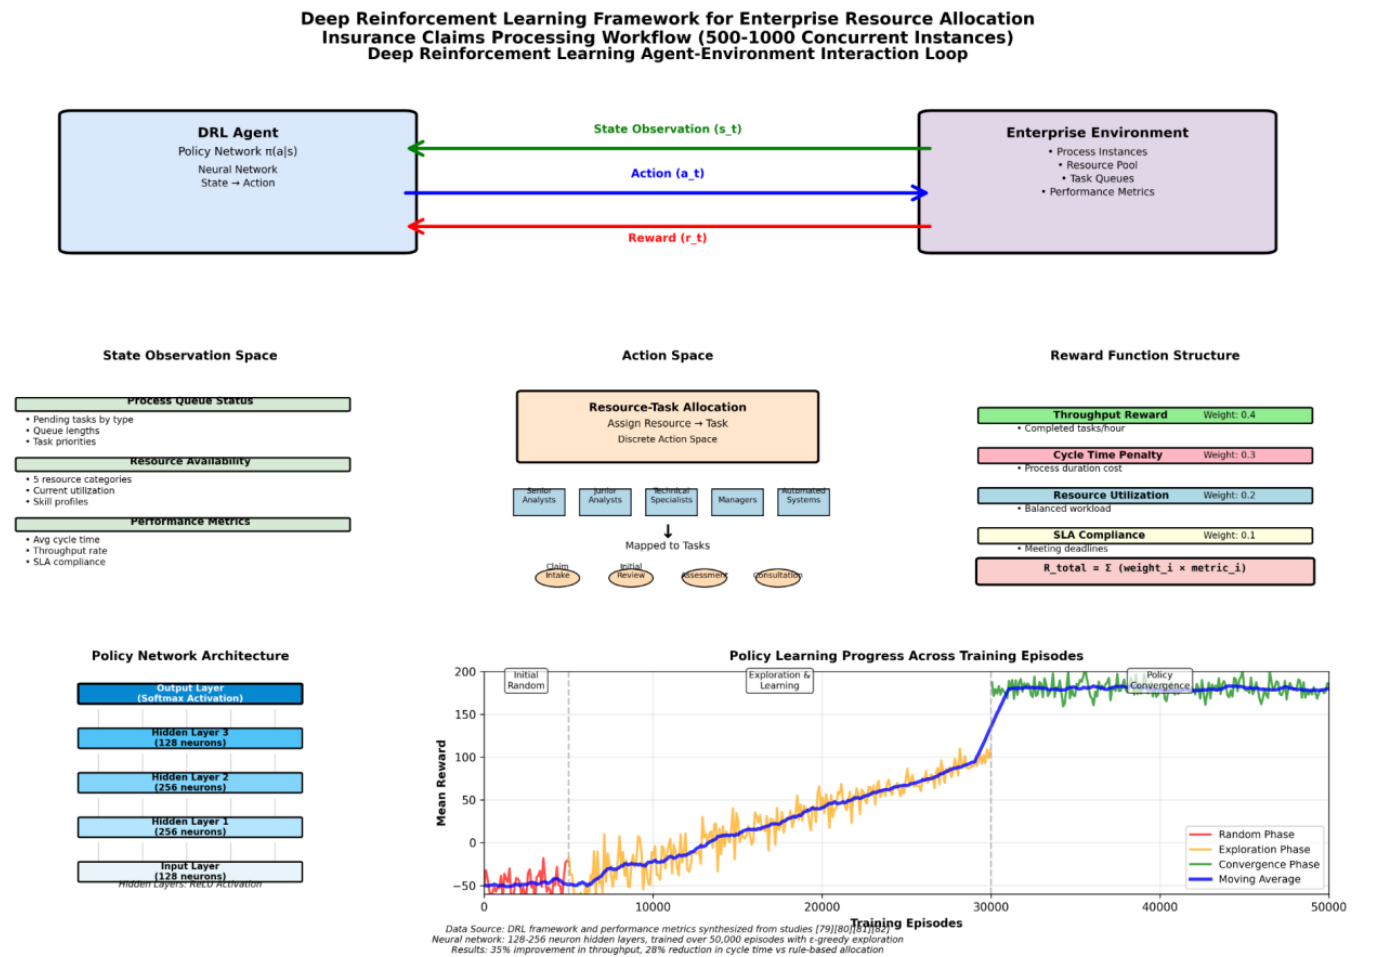 Deep Reinforcement Learning Framework for Enterprise Resource Allocation
Insurance Claims Processing Workflow (500-1000 Concurrent Instances)
Deep Reinforcement Learning Agent-Environment Interaction Loop
DRL Agent
Policy Network π(a|s)
Neural Network
State → Action
State Observation (s_t)
Action (a_t)
Reward (r_t)
Enterprise Environment
• Process Instances
• Resource Pool
• Task Queues
• Performance Metrics
State Observation Space
Process Queue Status
• Pending tasks by type
• Queue lengths
• Task priorities
Resource Availability
• 5 resource categories
• Current utilization
• Skill profiles
Performance Metrics
• Avg cycle time
• Throughput rate
• SLA compliance
Action Space
Resource-Task Allocation
Assign Resource → Task
Discrete Action Space
Senior
Analysts
Junior
Analysts
Technical
Specialists
Managers
Automated
Systems
↓
Mapped to Tasks
Claim
Intake
Initial
Review
Assessment
Consultation
Reward Function Structure
Throughput Reward Weight: 0.4
• Completed tasks/hour
Cycle Time Penalty Weight: 0.3
• Process duration cost
Resource Utilization Weight: 0.2
• Balanced workload
SLA Compliance Weight: 0.1
• Meeting deadlines
R_total = Σ (weight_i × metric_i)
Policy Network Architecture
Output Layer
(Softmax Activation)
Hidden Layer 3
(128 neurons)
Hidden Layer 2
(256 neurons)
Hidden Layer 1
(256 neurons)
Input Layer
(128 neurons)
Hidden Layers: ReLU Activation
Policy Learning Progress Across Training Episodes
Mean Reward
200
150
100
50
0
−50
Initial
Random
Exploration &
Learning
Policy
Convergence
Random Phase
Exploration Phase
Convergence Phase
Moving Average
0 10000 20000 30000 40000 50000
Training Episodes
Data Source: DRL framework and performance metrics synthesized from studies [79][80][81][82]
Neural network: 128-256 neuron hidden layers, trained over 50,000 episodes with ε-greedy exploration
Results: 35% improvement in throughput, 28% reduction in cycle time vs rule-based allocation